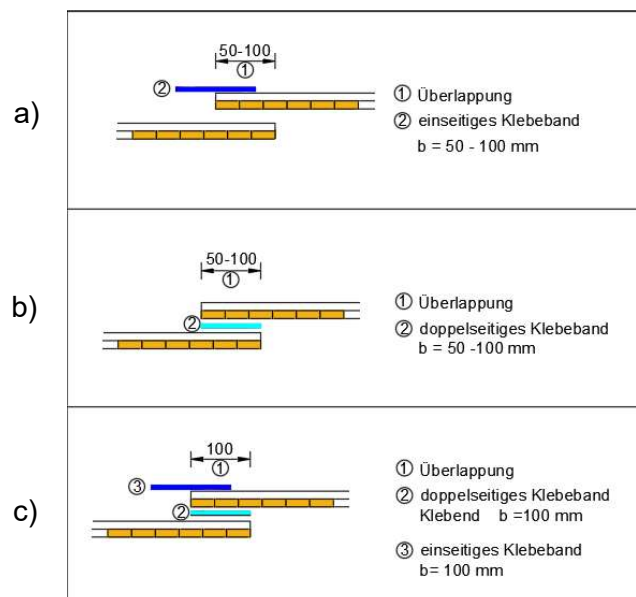 a)
50-100
①
②
① Überlappung
② einseitiges Klebeband
b = 50 - 100 mm
b)
50-100
①
②
① Überlappung
② doppelseitiges Klebeband
b = 50 -100 mm
c)
100
①
③
②
① Überlappung
② doppelseitiges Klebeband
Klebend b =100 mm
③ einseitiges Klebeband
b= 100 mm